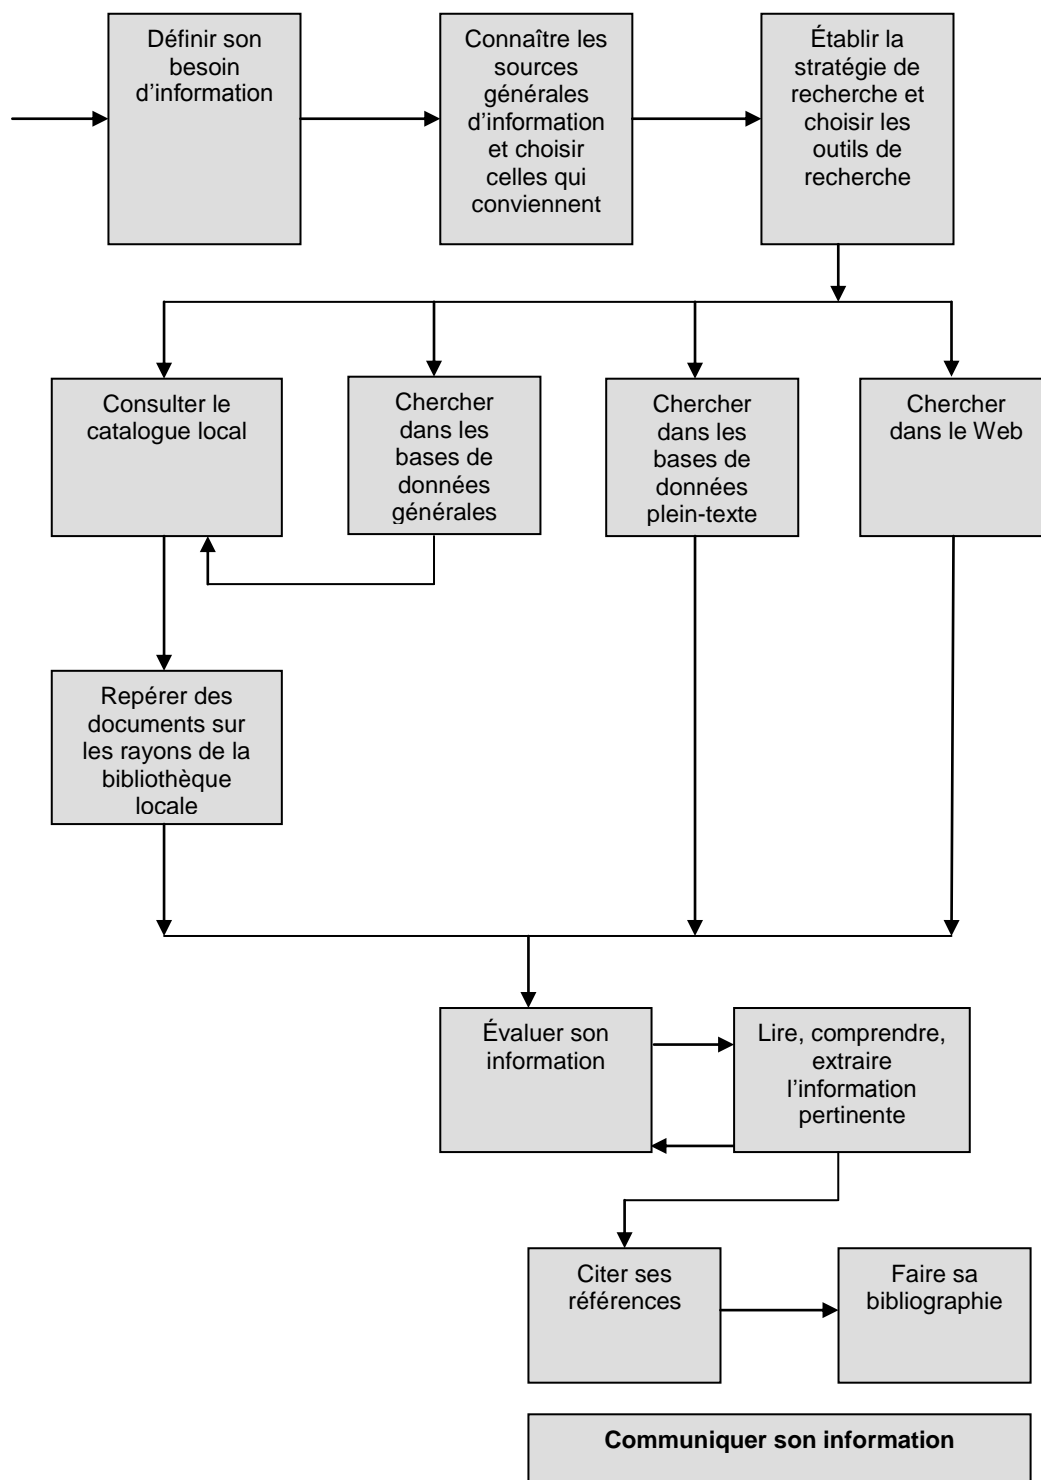 Définir son
besoin
d’information
Connaître les
sources
générales
d’information
et choisir
celles qui
conviennent
Établir la
stratégie de
recherche et
choisir les
outils de
recherche
Consulter le
catalogue local
Chercher
dans les
bases de
données
générales
Chercher
dans les
bases de
données
plein-texte
Chercher
dans le Web
Repérer des
documents sur
les rayons de la
bibliothèque
locale
Évaluer son
information
Lire, comprendre,
extraire
l’information
pertinente
Citer ses
références
Faire sa
bibliographie
Communiquer son information